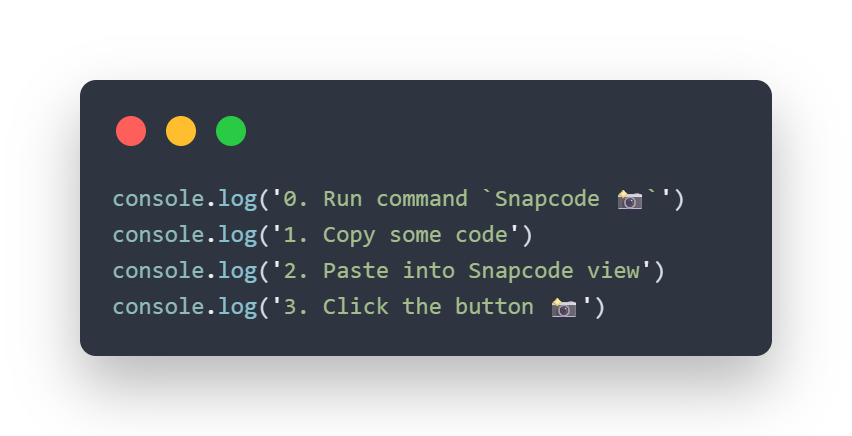 console.log('0. Run command `Snapcode 📸`')
console.log('1. Copy some code')
console.log('2. Paste into Snapcode view')
console.log('3. Click the button 📸')